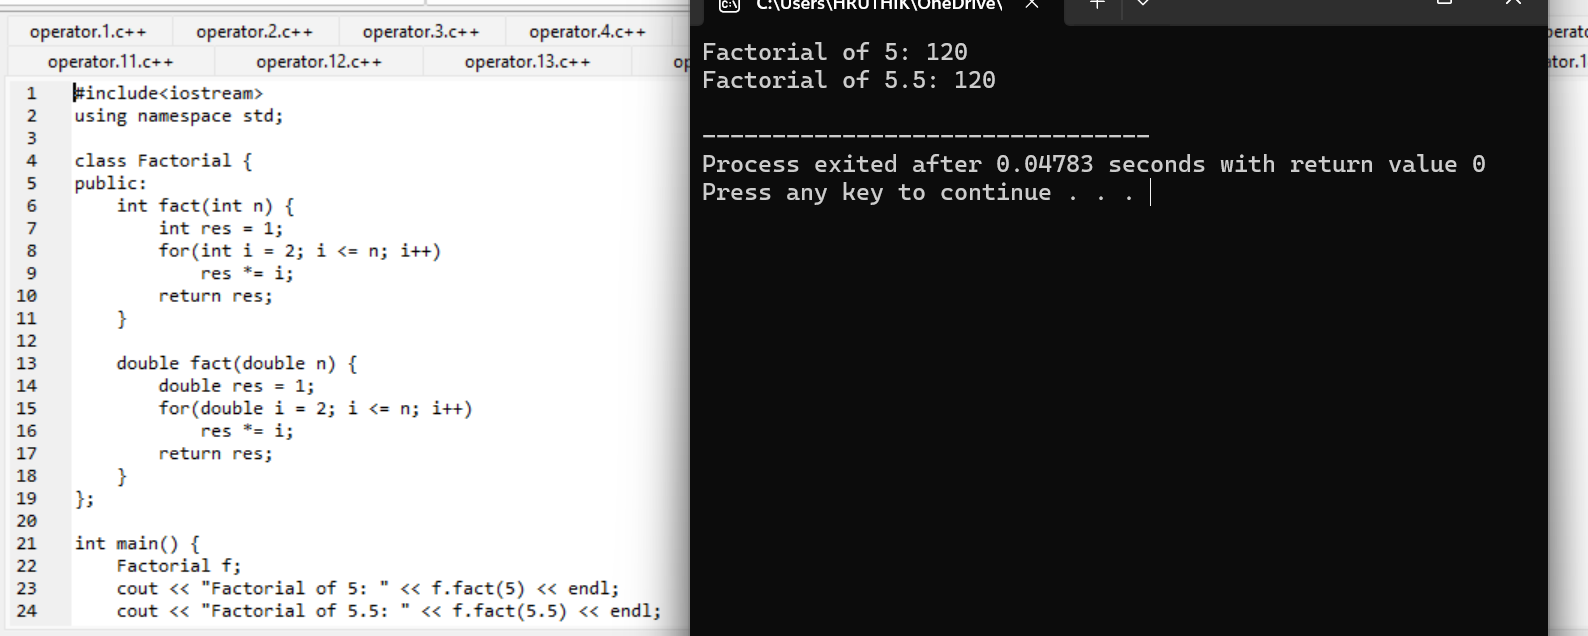 operator.1.c++ operator.2.c++ operator.3.c++ operator.4.c++
operator.11.c++ operator.12.c++ operator.13.c++
1 #include<iostream>
2 using namespace std;
3
4 class Factorial {
5 public:
6     int fact(int n) {
7         int res = 1;
8         for(int i = 2; i <= n; i++)
9             res *= i;
10         return res;
11     }
12
13     double fact(double n) {
14         double res = 1;
15         for(double i = 2; i <= n; i++)
16             res *= i;
17         return res;
18     }
19 };
20
21 int main() {
22     Factorial f;
23     cout << "Factorial of 5: " << f.fact(5) << endl;
24     cout << "Factorial of 5.5: " << f.fact(5.5) << endl;
C:\Users\HRUTHIK\OneDrive\
Factorial of 5: 120
Factorial of 5.5: 120
--------------------------------
Process exited after 0.04783 seconds with return value 0
Press any key to continue . . .